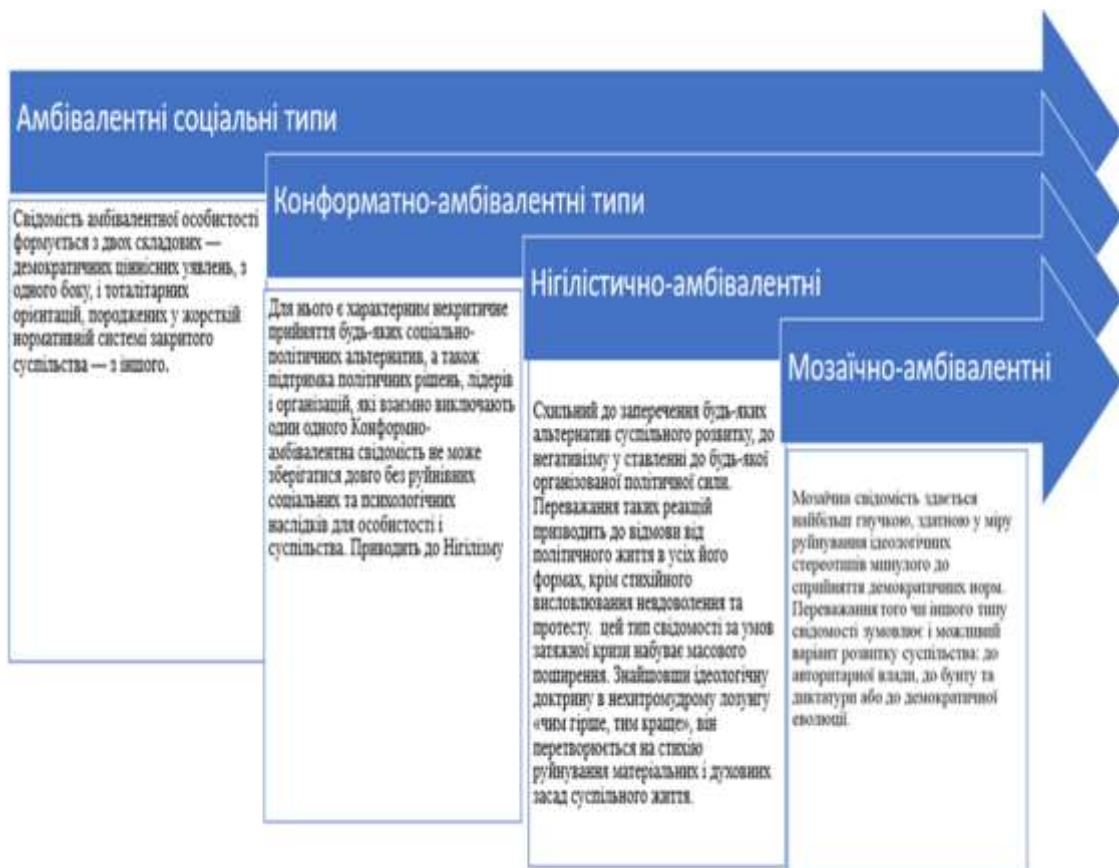 Амбівалентні соціальні типи
Свідомість амбівалентної особистості
формується з двох складових —
демократичних ціннісних уявлень, з
одного боку, і тоталітарних
орієнтацій, породжених у жорсткій
нормативній системі закритого
суспільства — з іншого.
Конформатно-амбівалентні типи
Для нього є характерним некритичне
прийняття будь-яких соціально-
політичних альтернатив, а також
підтримка політичних рішень, лідерів
і організацій, які взаємно виключають
один одного Конформно-
амбівалентна свідомість не може
зберігатися довго без руйнівних
соціальних та психологічних
наслідків для особистості і
суспільства. Приводить до Нігілізму
Нігілістично-амбівалентні
Схильний до заперечення будь-яких
альтернатив суспільного розвитку, до
негативізму у ставленні до будь-якої
організованої політичної сили.
Переважання таких реакцій
призводить до відмови від
політичного життя в усіх його
формах, крім стихійного
висловлювання невдоволення та
протесту. цей тип свідомості за умов
затяжної кризи набуває масового
поширення. Знайшовши ідеологічну
доктрину в нехитромудрому лозунгу
«чим гірше, тим краще», він
перетворюється на стихію
руйнування матеріальних і духовних
засад суспільного життя.
Мозаїчно-амбівалентні
Мозаїчна свідомість здається
найбільш гнучкою, здатною у міру
руйнування ідеологічних
стереотипів минулого до
сприйняття демократичних норм.
Переважання того чи іншого типу
свідомості зумовлює і можливий
варіант розвитку суспільства: до
авторитарної влади, до бунту та
диктатури або до демократичної
еволюції.